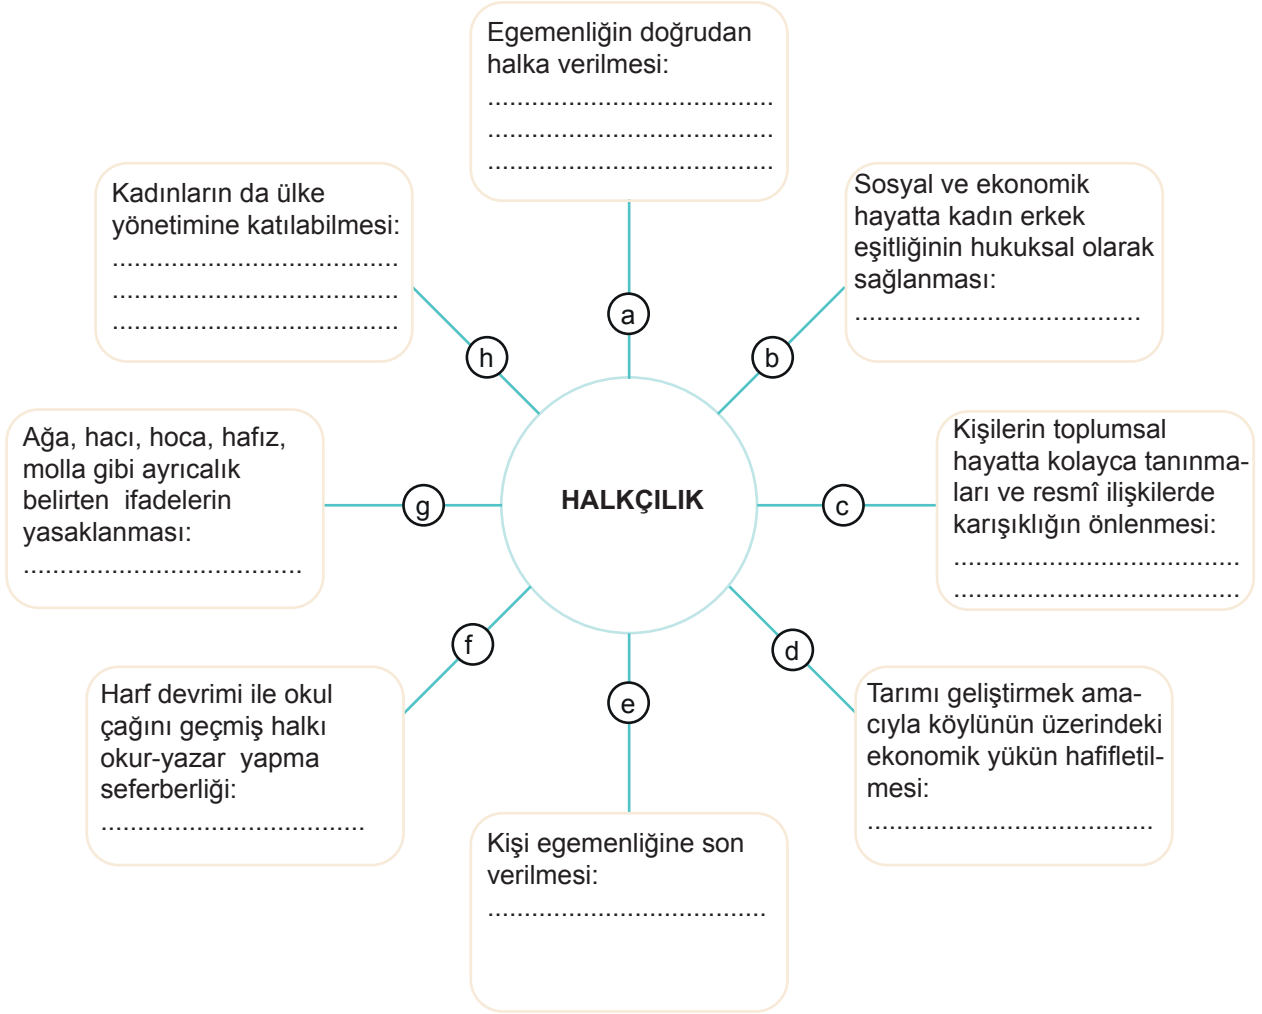 Egemenliğin doğrudan
halka verilmesi:
.......................................
.......................................
.......................................
Kadınların da ülke
yönetimine katılabilmesi:
.......................................
.......................................
.......................................
Sosyal ve ekonomik
hayatta kadın erkek
eşitliğinin hukuksal olarak
sağlanması:
.......................................
a
h
b
Ağa, hacı, hoca, hafız,
molla gibi ayrıcalık
belirten ifadelerin
yasaklanması:
......................................
g
HALKÇILIK
c
Kişilerin toplumsal
hayatta kolayca tanınma-
ları ve resmî ilişkilerde
karışıklığın önlenmesi:
.......................................
.......................................
f
e
d
Harf devrimi ile okul
çağını geçmiş halkı
okur-yazar yapma
seferberliği:
....................................
Tarımı geliştirmek ama-
cıyla köylünün üzerindeki
ekonomik yükün hafifletil-
mesi:
.......................................
Kişi egemenliğine son
verilmesi:
......................................